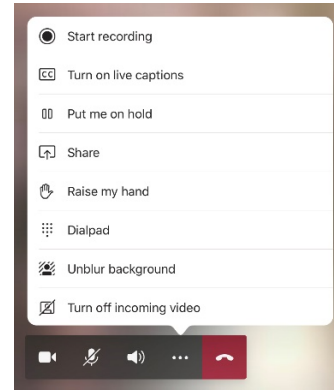 Start recording
CC Turn on live captions
Put me on hold
Share
Raise my hand
Dialpad
Unblur background
Turn off incoming video